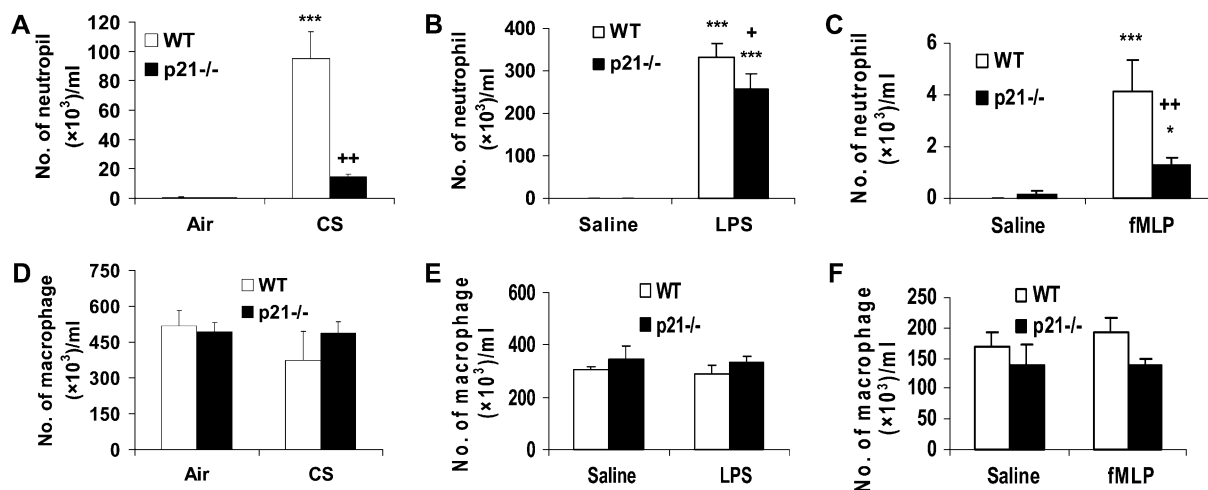 A
No. of neutropil
(×10³)/ml
120
100
80
60
40
20
0
***
WT
p21-/-
++
Air CS
B
No. of neutrophil
(×10³)/ml
400
300
200
100
0
WT
p21-/-
***
+
***
Saline LPS
C
No. of neutrophil
(×10³)/ml
6
4
2
0
WT
p21-/-
***
++
*
Saline fMLP
D
No. of macrophage
(×10³)/ml
750
600
450
300
150
0
WT
p21-/-
Air CS
E
No. of macrophage
(×10³)/ml
600
400
200
0
WT
p21-/-
Saline LPS
F
No. of macrophage
(×10³)/ml
250
200
150
100
50
0
WT
p21-/-
Saline fMLP